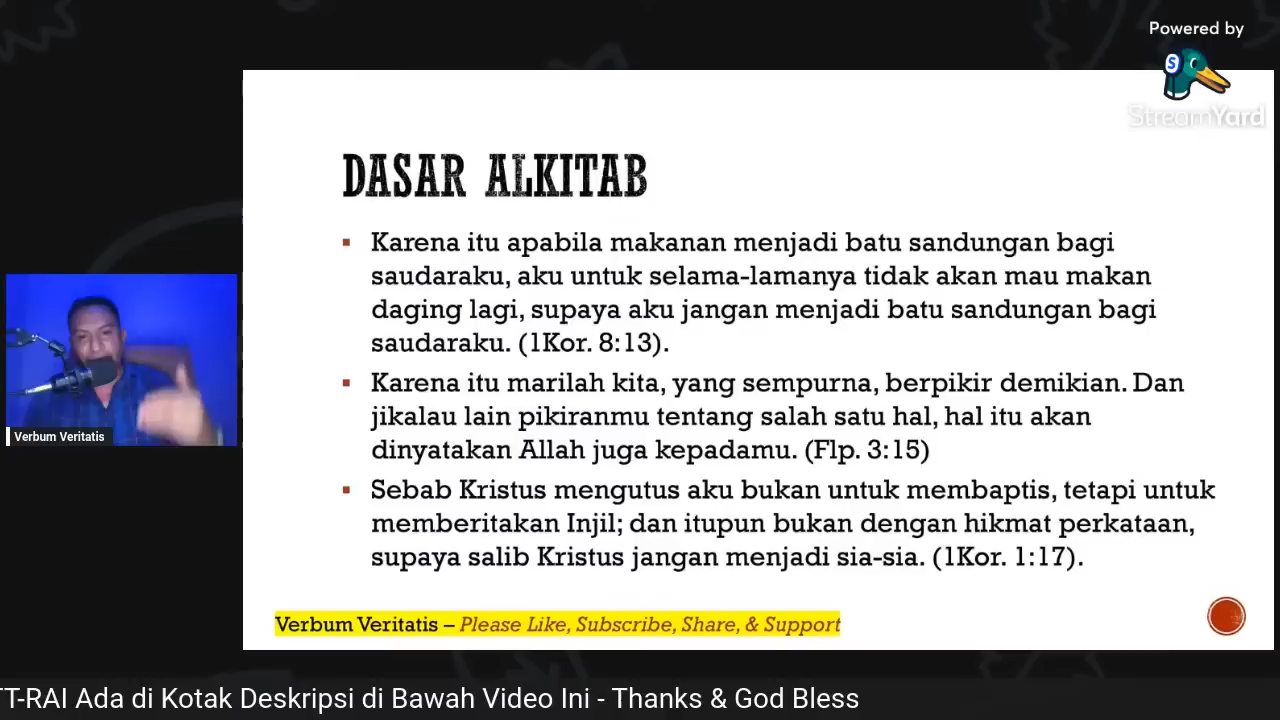 Powered by
StreamYard
DASAR ALKITAB
Karena itu apabila makanan menjadi batu sandungan bagi
saudaraku, aku untuk selama-lamanya tidak akan mau makan
daging lagi, supaya aku jangan menjadi batu sandungan bagi
saudaraku. (1Kor. 8:13).
Karena itu marilah kita, yang sempurna, berpikir demikian. Dan
jikalau lain pikiranmu tentang salah satu hal, hal itu akan
dinyatakan Allah juga kepadamu. (Flp. 3:15)
Sebab Kristus mengutus aku bukan untuk membaptis, tetapi untuk
memberitakan Injil; dan itupun bukan dengan hikmat perkataan,
supaya salib Kristus jangan menjadi sia-sia. (1Kor. 1:17).
Verbum Veritatis
Verbum Veritatis – Please Like, Subscribe, Share, & Support
TT-RAI Ada di Kotak Deskripsi di Bawah Video Ini - Thanks & God Bless